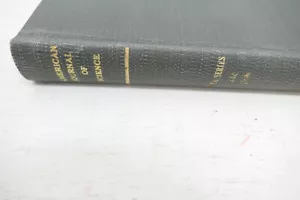 AMERICAN
JOURNAL
OF
SCIENCE
SERIES